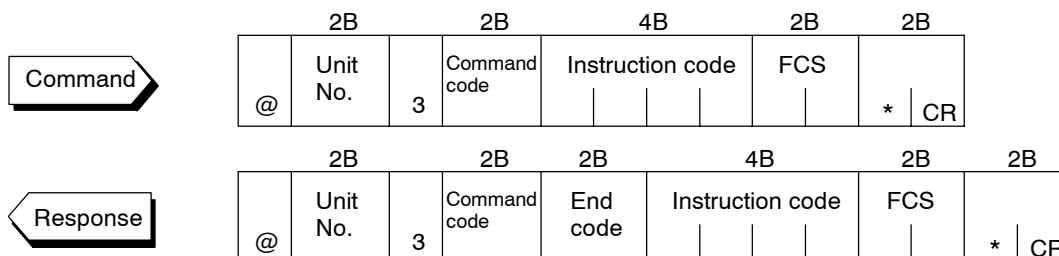 2B 2B 4B 2B 2B
Command @ Unit No. 3 Command code Instruction code FCS * CR
2B 2B 2B 4B 2B 2B
Response @ Unit No. 3 Command code End code Instruction code FCS * CR